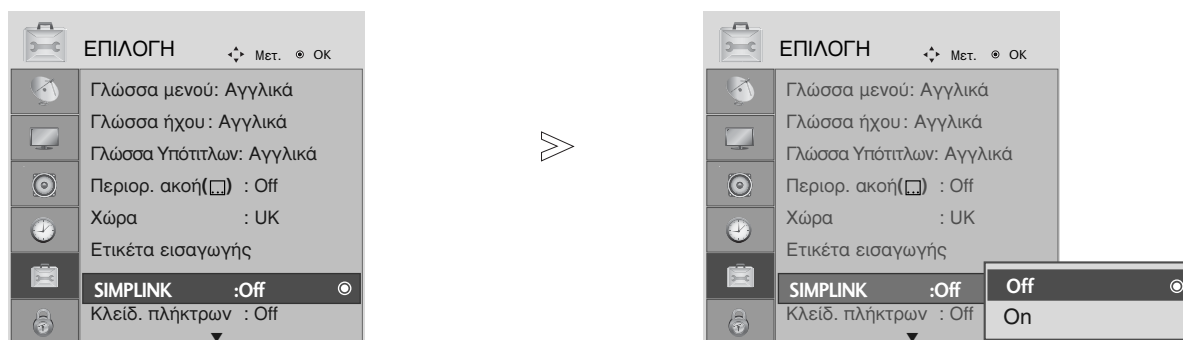 ΕΠΙΛΟΓΗ Μετ. ΟΚ
Γλώσσα μενού: Αγγλικά
Γλώσσα ήχου : Αγγλικά
Γλώσσα Υπότιτλων: Αγγλικά
Περιορ. ακοή( ) : Off
Χώρα : UK
Ετικέτα εισαγωγής
SIMPLINK :Off
Κλείδ. πλήκτρων : Off
ΕΠΙΛΟΓΗ Μετ. ΟΚ
Γλώσσα μενού: Αγγλικά
Γλώσσα ήχου : Αγγλικά
Γλώσσα Υπότιτλων: Αγγλικά
Περιορ. ακοή( ) : Off
Χώρα : UK
Ετικέτα εισαγωγής
SIMPLINK :Off
Κλείδ. πλήκτρων : Off
Off
On